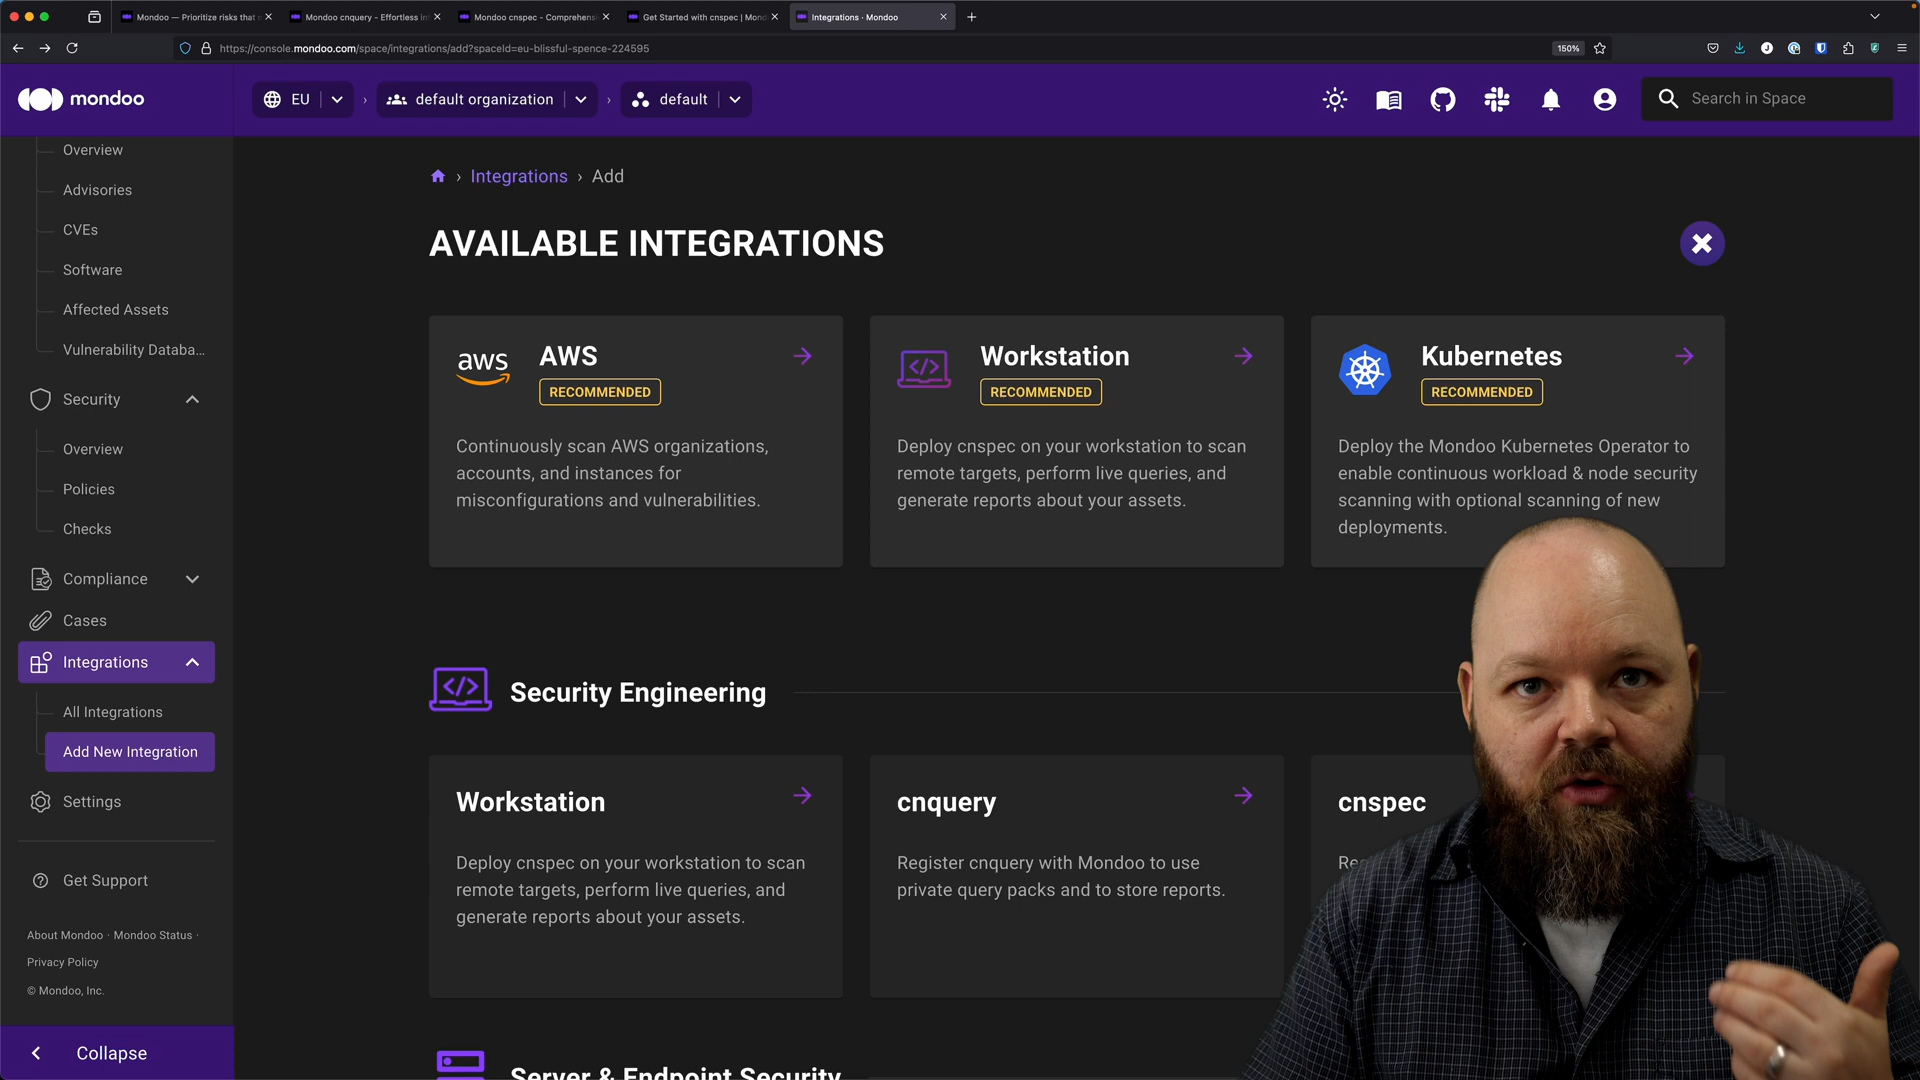 Mondoo — Prioritize risks that
Mondoo cnquery - Effortless in
Mondoo cnspec - Comprehens
Get Started with cnspec | Mond
Integrations · Mondoo
https://console.mondoo.com/space/integrations/add?spaceId=eu-blissful-spence-224595
150%
mondoo
EU
default organization
default
Search in Space
Overview
Advisories
CVEs
Software
Affected Assets
Vulnerability Databa...
Security
Overview
Policies
Checks
Compliance
Cases
Integrations
All Integrations
Add New Integration
Settings
Get Support
About Mondoo · Mondoo Status ·
Privacy Policy
© Mondoo, Inc.
Collapse
Integrations › Add
AVAILABLE INTEGRATIONS
aws
AWS
RECOMMENDED
Continuously scan AWS organizations,
accounts, and instances for
misconfigurations and vulnerabilities.
Workstation
RECOMMENDED
Deploy cnspec on your workstation to scan
remote targets, perform live queries, and
generate reports about your assets.
Kubernetes
RECOMMENDED
Deploy the Mondoo Kubernetes Operator to
enable continuous workload & node security
scanning with optional scanning of new
deployments.
Security Engineering
Workstation
Deploy cnspec on your workstation to scan
remote targets, perform live queries, and
generate reports about your assets.
cnquery
Register cnquery with Mondoo to use
private query packs and to store reports.
cnspec
Server & Endpoint Security